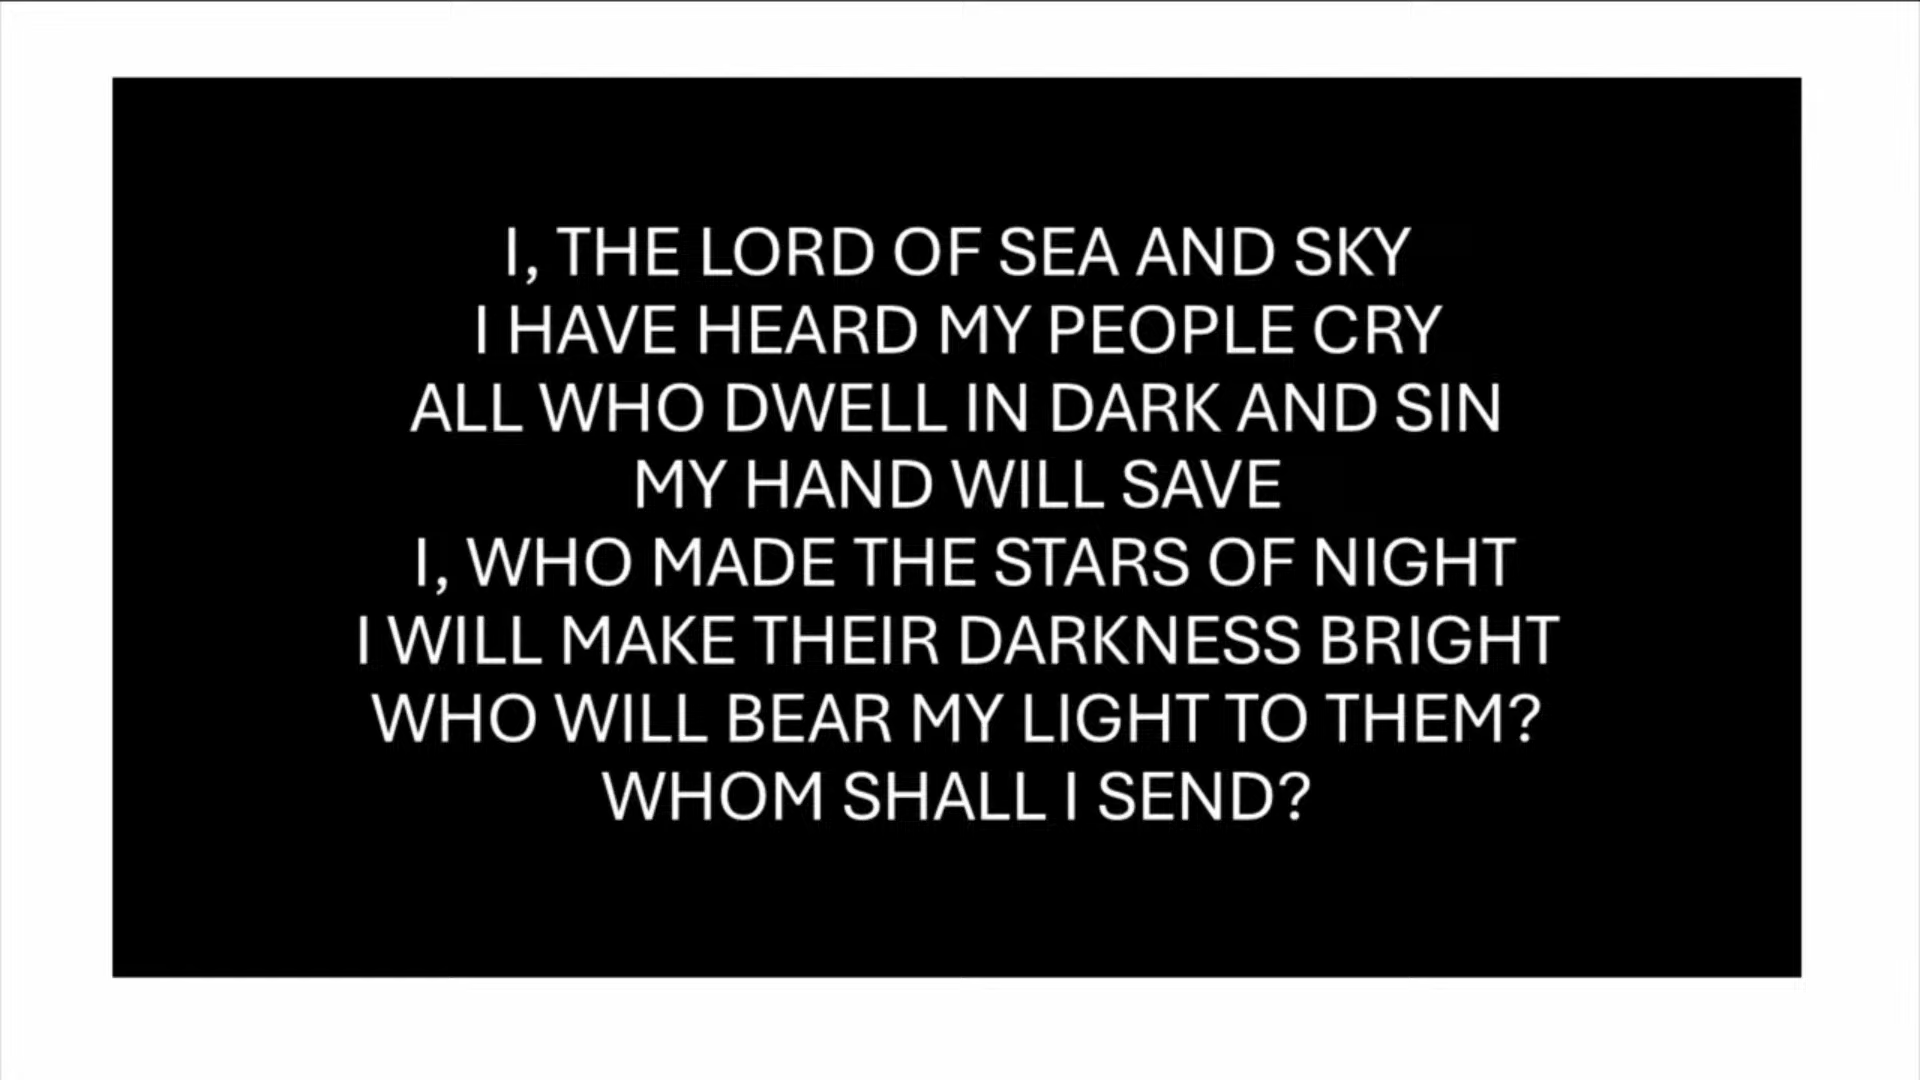 I, THE LORD OF SEA AND SKY
I HAVE HEARD MY PEOPLE CRY
ALL WHO DWELL IN DARK AND SIN
MY HAND WILL SAVE
I, WHO MADE THE STARS OF NIGHT
I WILL MAKE THEIR DARKNESS BRIGHT
WHO WILL BEAR MY LIGHT TO THEM?
WHOM SHALL I SEND?